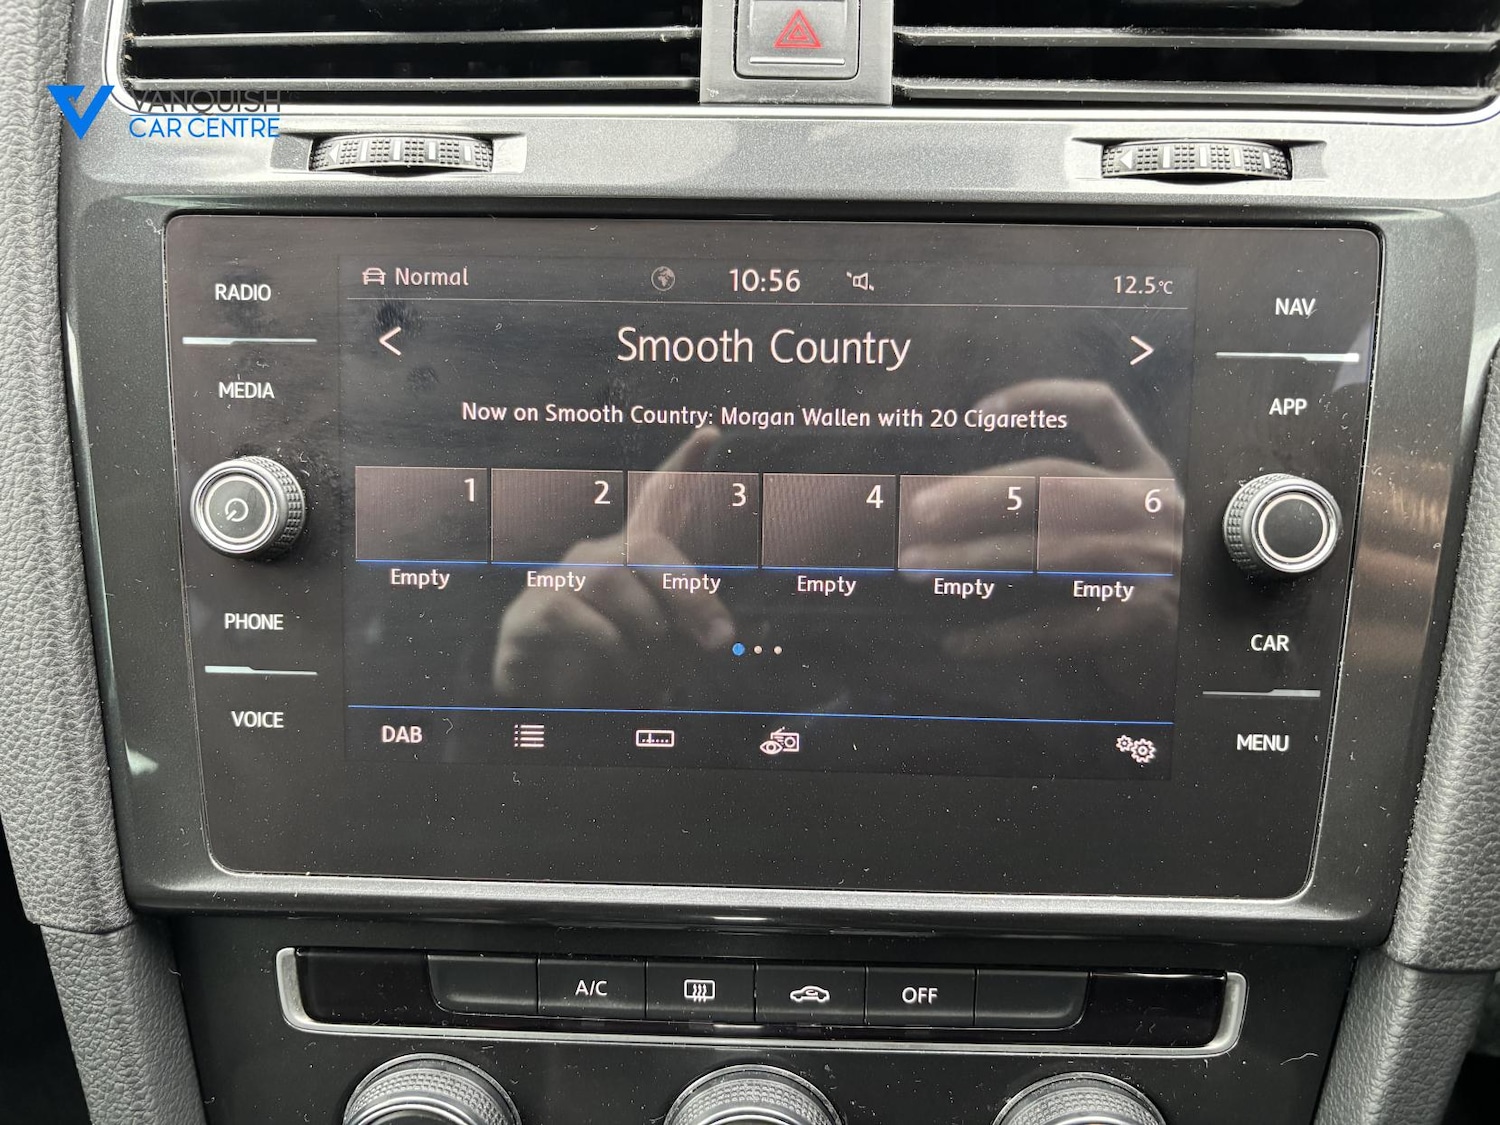 VANQUISH
CAR CENTRE
RADIO
MEDIA
PHONE
VOICE
Normal
10:56
12.5°C
< Smooth Country >
Now on Smooth Country: Morgan Wallen with 20 Cigarettes
1 2 3 4 5 6
Empty Empty Empty Empty Empty Empty
DAB
NAV
APP
CAR
MENU
A/C
OFF